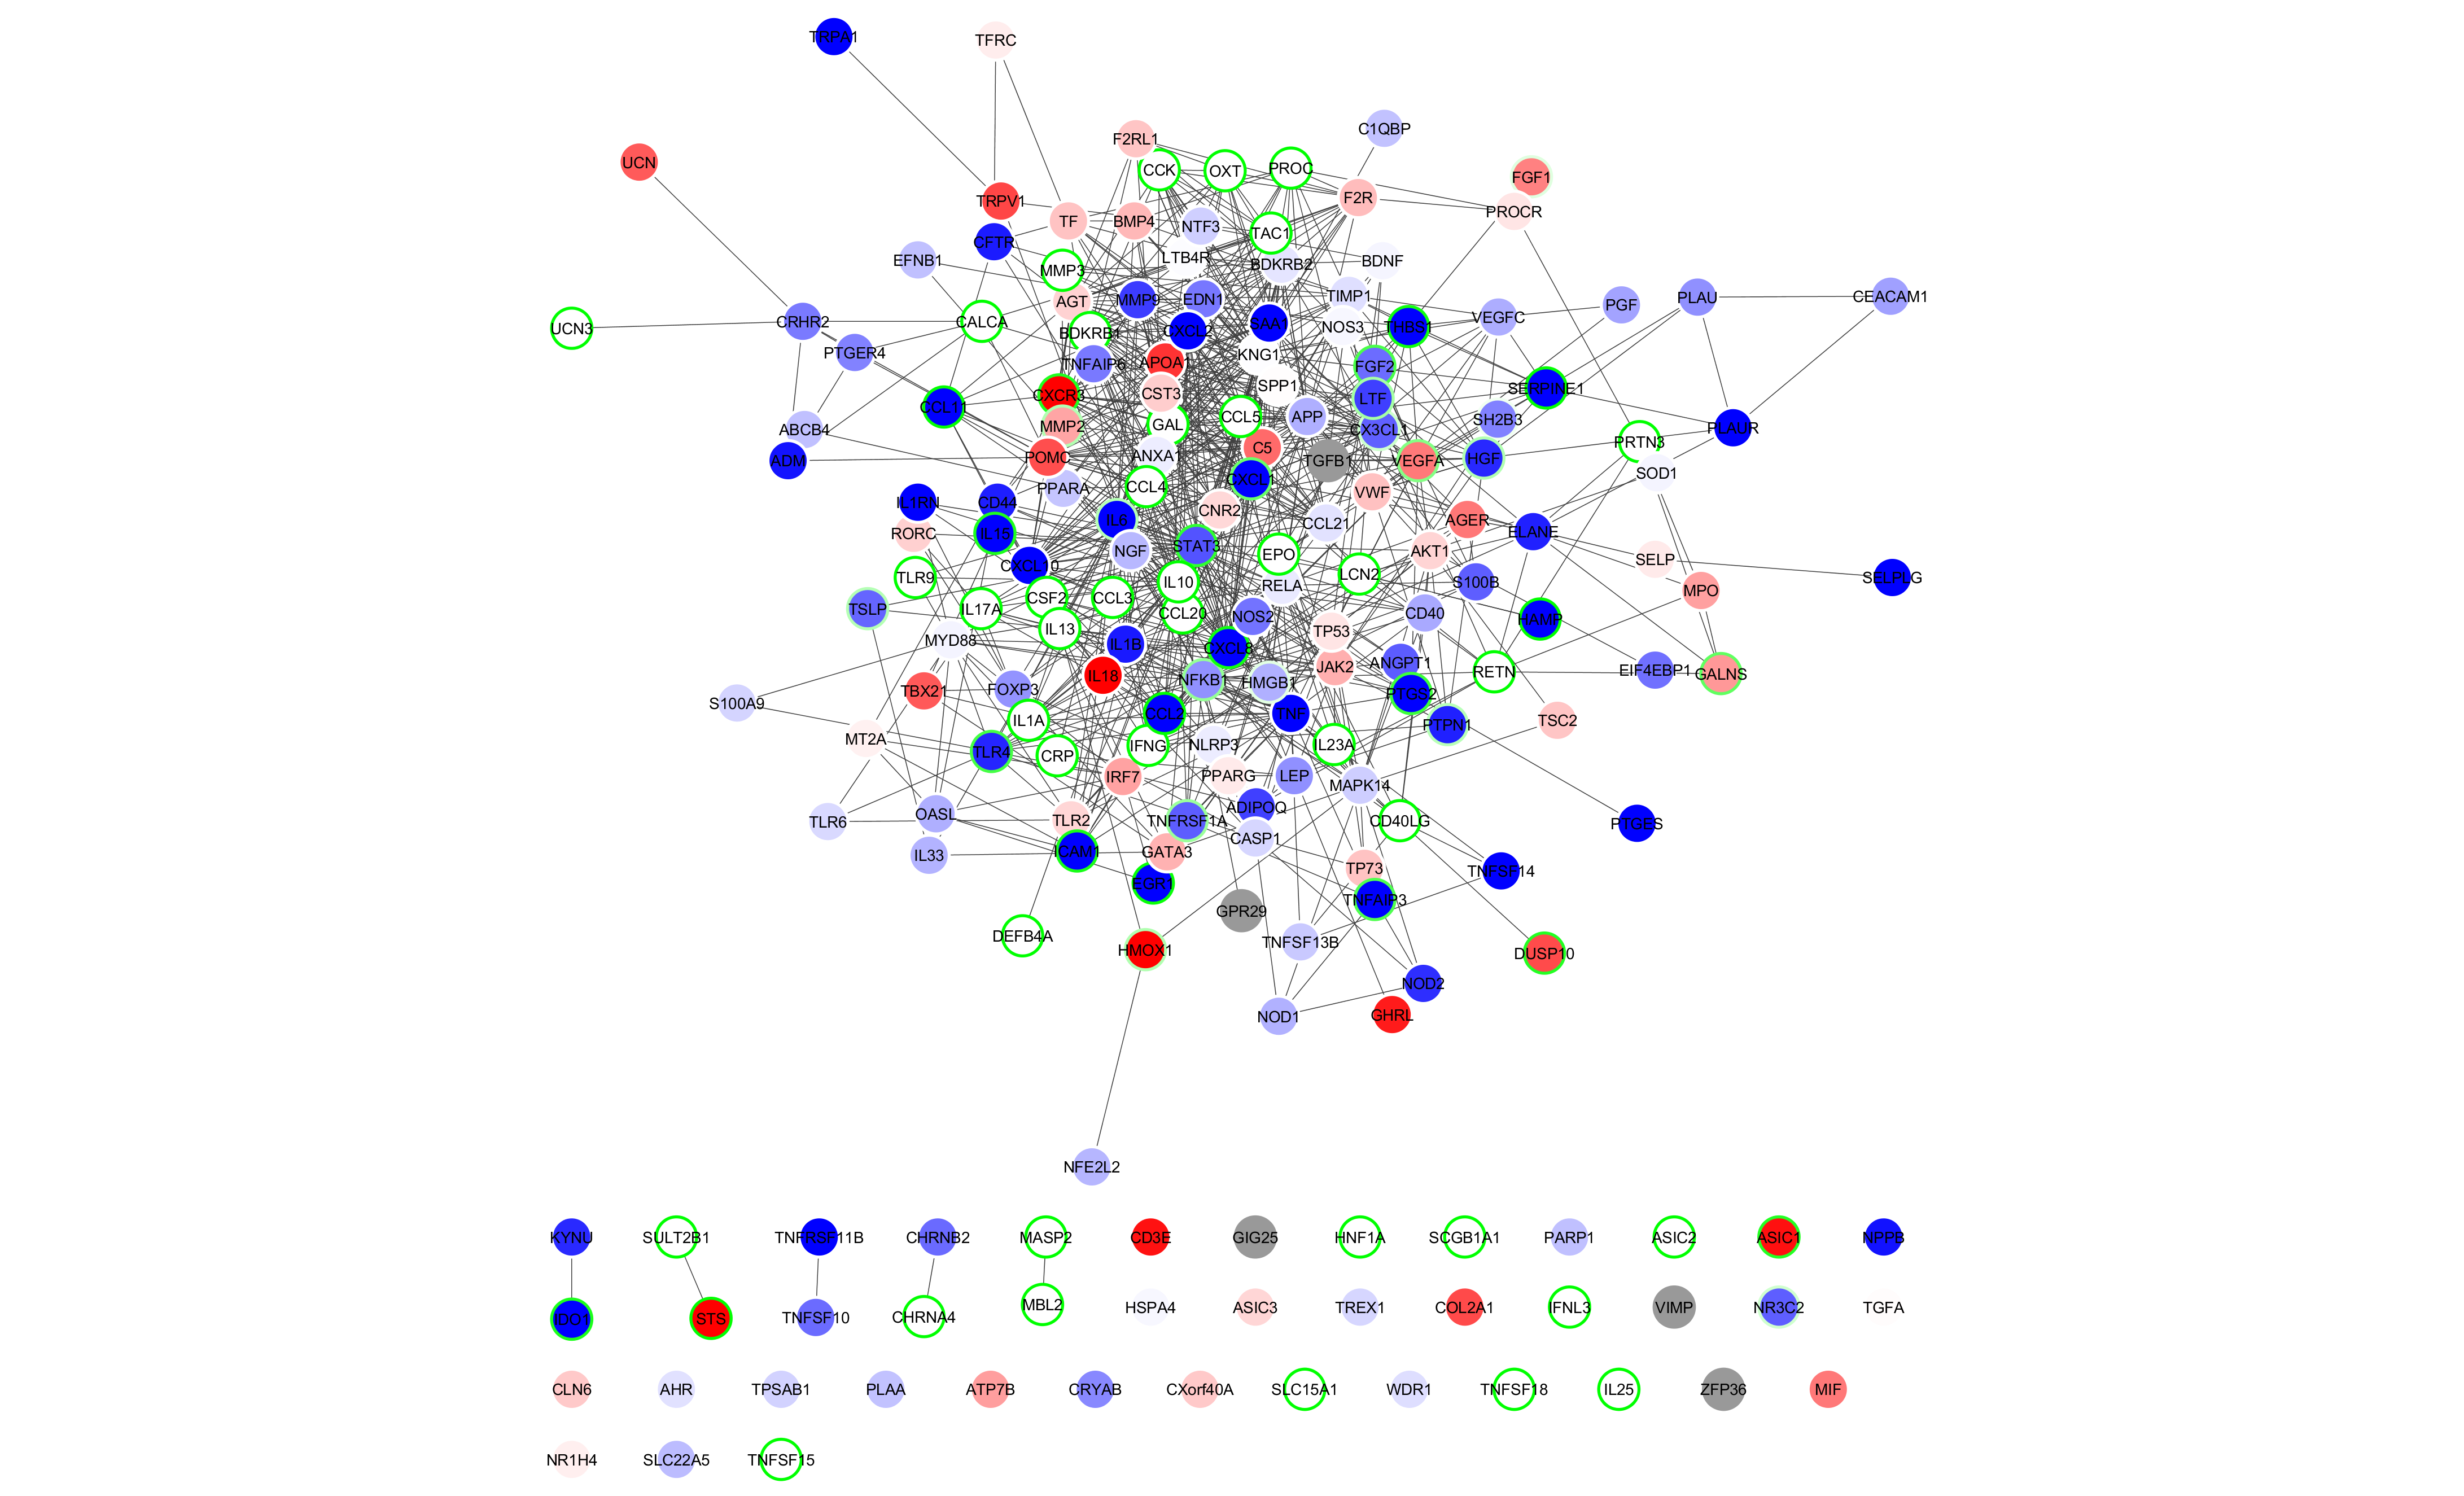 TRPA1
TFRC
C1QBP
F2RL1
UCN
CCK
OXT
PROC
FGF1
TRPV1
F2R
PROCR
TF
BMP4
NTF3
TAC1
CFTR
EFNB1
LTB4R
BDKRB2
BDNF
MMP3
TIMP1
PLAU
CEACAM1
AGT
MMP9
EDN1
PGF
UCN3
CRHR2
CALCA
BDKRB1
CXCL2
SAA1
NOS3
THBS1
VEGFC
PTGER4
TNFAIP6
APOA1
KNG1
FGF2
SPP1
SERPINE1
CXCR3
CST3
LTF
CCL11
MMP2
GAL
CCL5
APP
CX3CL1
SH2B3
ABCB4
PLAUR
ADM
POMC
ANXA1
C5
TGFB1
VEGFA
HGF
PRTN3
SOD1
PPARA
CCL4
CXCL1
VWF
IL1RN
CD44
IL6
CNR2
CCL21
AGER
RORC
IL15
STAT3
ELANE
NGF
EPO
AKT1
SELP
CXCL10
TLR9
IL10
RELA
LCN2
S100B
SELPLG
MPO
TSLP
IL17A
CSF2
CCL3
CCL20
NOS2
CD40
HAMP
MYD88
IL13
IL1B
CXCL8
TP53
JAK2
ANGPT1
RETN
EIF4EBP1
GALNS
TBX21
FOXP3
IL18
NFKB1
HMGB1
PTGS2
S100A9
IL1A
CCL2
TNF
TSC2
PTPN1
MT2A
TLR4
CRP
IFNG
NLRP3
IL23A
IRF7
PPARG
LEP
MAPK14
TLR6
OASL
TLR2
TNFRSF1A
ADIPOQ
CD40LG
PTGES
IL33
ICAM1
GATA3
CASP1
TP73
TNFSF14
EGR1
TNFAIP3
GPR29
DEFB4A
HMOX1
TNFSF13B
DUSP10
NOD2
NOD1
GHRL
NFE2L2
KYNU
SULT2B1
TNFRSF11B
CHRNB2
MASP2
CD3E
GIG25
HNF1A
SCGB1A1
PARP1
ASIC2
ASIC1
NPPB
IDO1
STS
TNFSF10
CHRNA4
MBL2
HSPA4
ASIC3
TREX1
COL2A1
IFNL3
VIMP
NR3C2
TGFA
CLN6
AHR
TPSAB1
PLAA
ATP7B
CRYAB
CXorf40A
SLC15A1
WDR1
TNFSF18
IL25
ZFP36
MIF
NR1H4
SLC22A5
TNFSF15